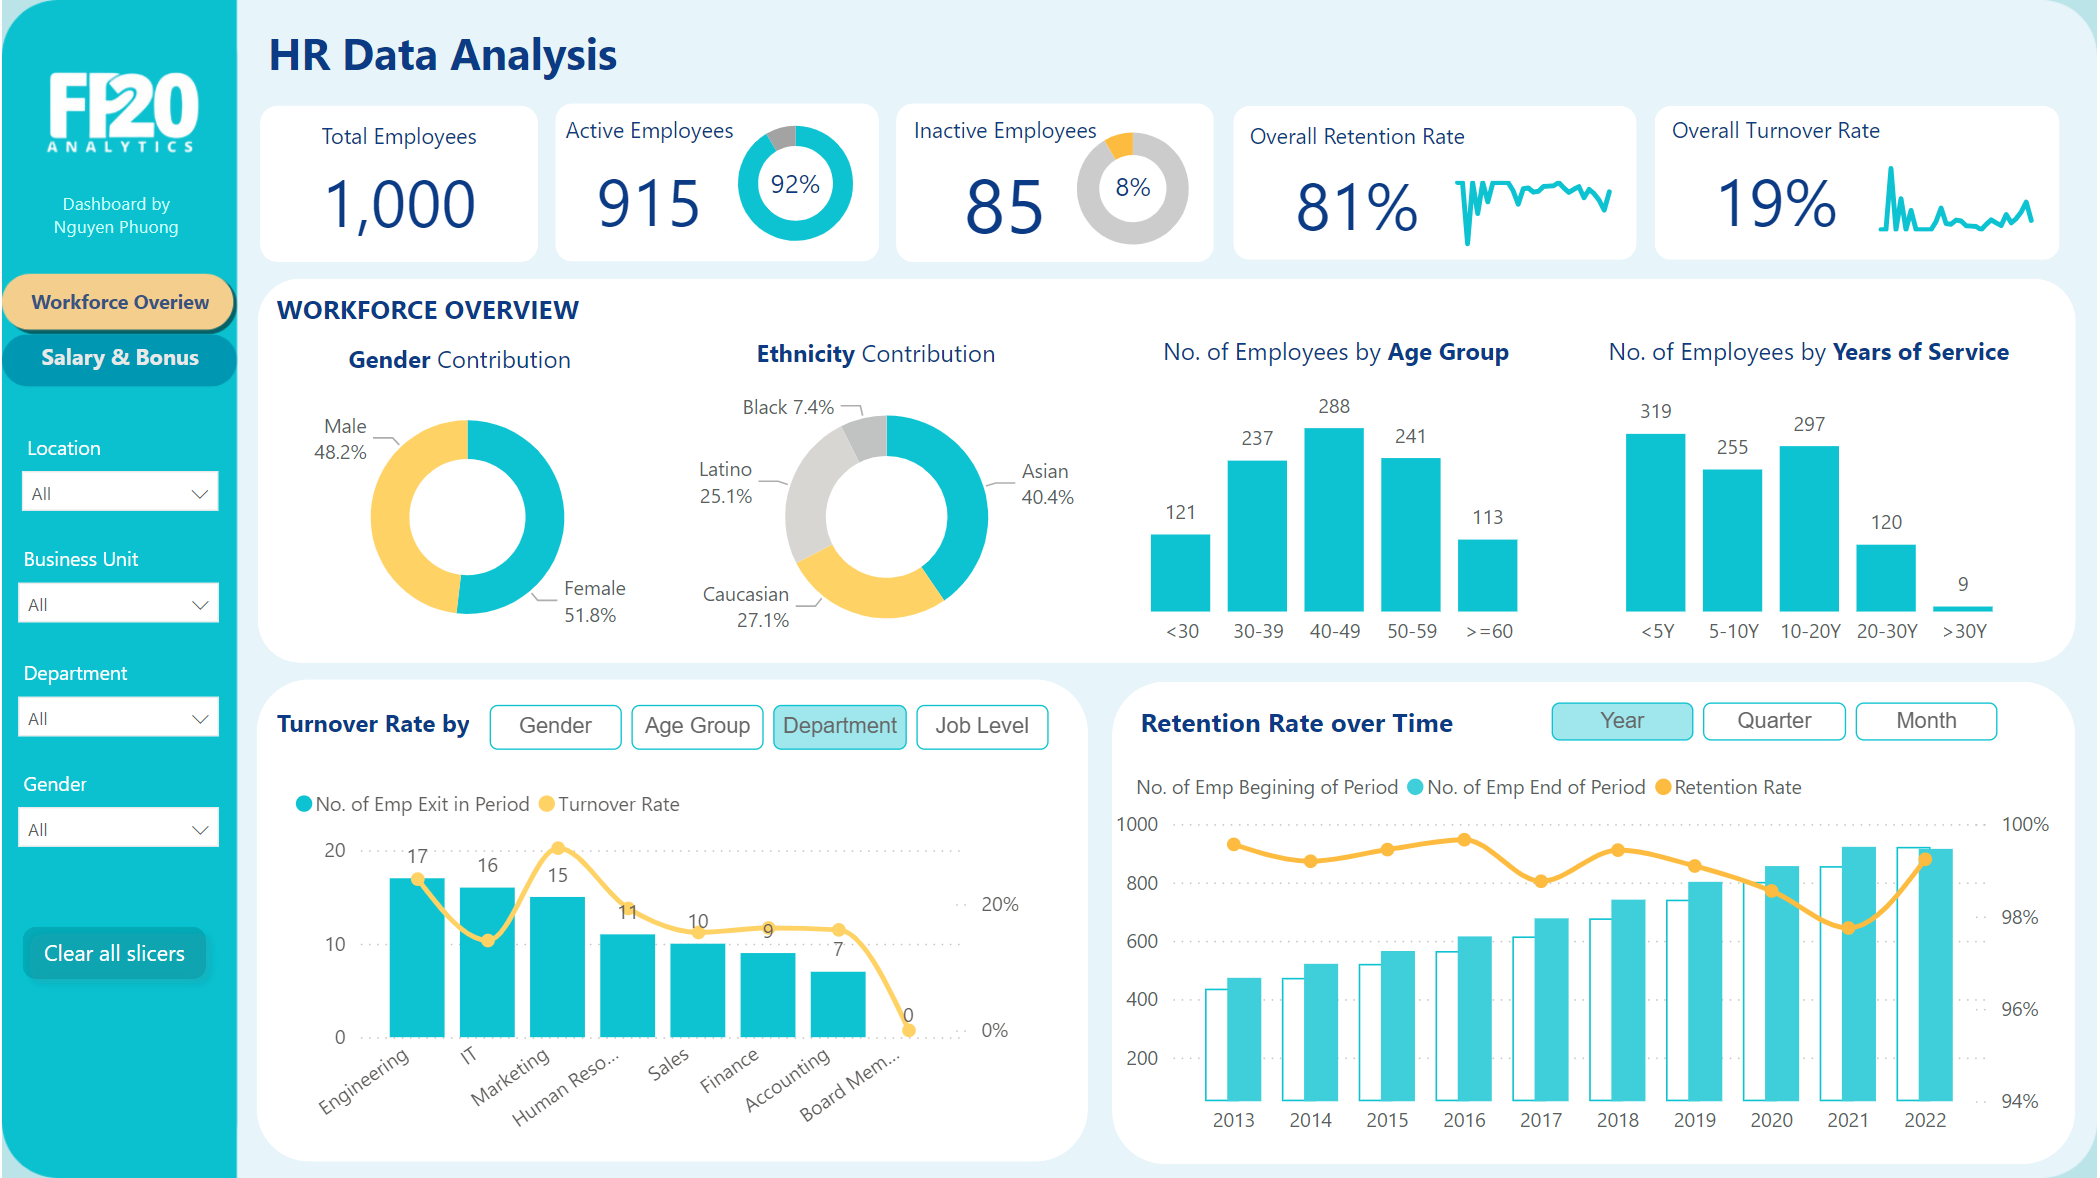 FP20
ANALYTICS
Dashboard by
Nguyen Phuong
Workforce Overiew
Salary & Bonus
Location
All
Business Unit
All
Department
All
Gender
All
Clear all slicers
HR Data Analysis
Total Employees
1,000
Active Employees
915
92%
Inactive Employees
85
8%
Overall Retention Rate
81%
Overall Turnover Rate
19%
WORKFORCE OVERVIEW
Gender Contribution
Male
48.2%
Female
51.8%
Ethnicity Contribution
Black 7.4%
Latino
25.1%
Asian
40.4%
Caucasian
27.1%
No. of Employees by Age Group
121
237
288
241
113
<30 30-39 40-49 50-59 >=60
No. of Employees by Years of Service
319
255
297
120
9
<5Y 5-10Y 10-20Y 20-30Y >30Y
Turnover Rate by
Gender
Age Group
Department
Job Level
No. of Emp Exit in Period Turnover Rate
20
10
0
17
16
15
11
10
9
7
0
20%
0%
Engineering
IT
Marketing
Human Reso...
Sales
Finance
Accounting
Board Mem...
Retention Rate over Time
Year
Quarter
Month
No. of Emp Begining of Period No. of Emp End of Period Retention Rate
1000
800
600
400
200
100%
98%
96%
94%
2013 2014 2015 2016 2017 2018 2019 2020 2021 2022